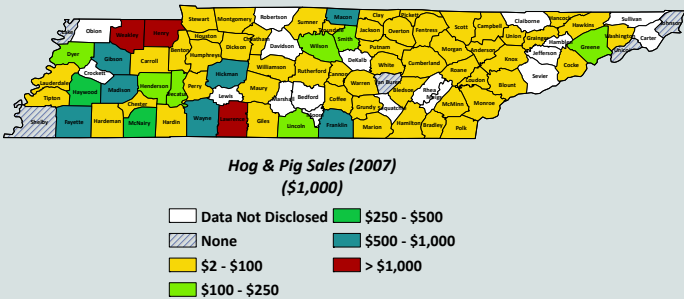 Stewart Montgomery Robertson Sumner Macon Clay Pickett
Obion Weakley Henry Houston Cheatham Trousdale Smith Jackson Overton Fentress Scott Campbell Claiborne Hancock Hawkins Sullivan Johnson
Dyer Gibson Carroll Benton Humphreys Dickson Davidson Wilson Putnam Morgan Anderson Union Grainger Hamblen Greene Washington Unicoi Carter
Crockett Hickman Williamson Rutherford Cannon DeKalb White Cumberland Roane Knox Jefferson Cocke
Lauderdale Haywood Madison Henderson Decatur Perry Lewis Maury Warren Van Buren Bledsoe Rhea Meigs Loudon Blount Sevier
Tipton Chester Marshall Bedford Coffee Grundy Sequatchie McMinn Monroe
Shelby Fayette Hardeman McNairy Hardin Wayne Lawrence Giles Lincoln Moore Franklin Marion Hamilton Bradley Polk
Hog & Pig Sales (2007)
($1,000)
Data Not Disclosed
None
$2 - $100
$100 - $250
$250 - $500
$500 - $1,000
> $1,000